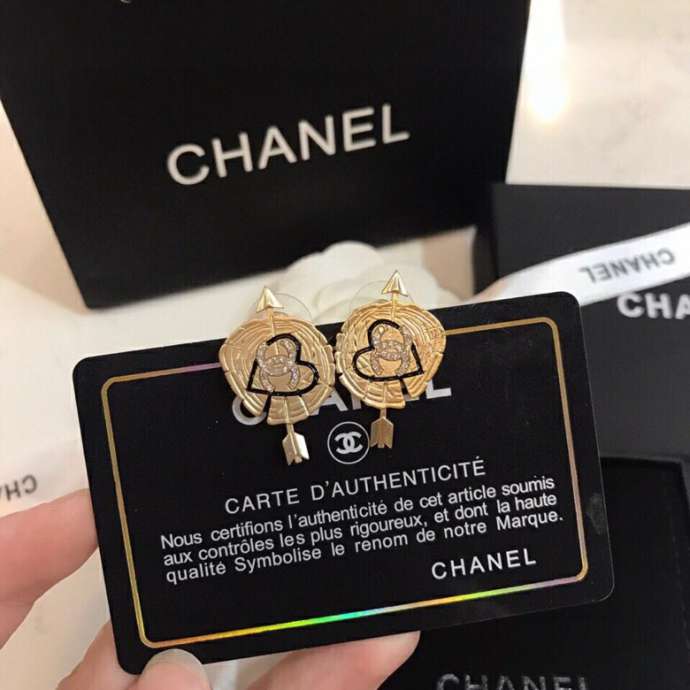 CHANEL
CHANEL
CHA
CHANEL
CARTE D'AUTHENTICITÉ
Nous certifions l'authenticité de cet article soumis
aux contrôles les plus rigoureux, et dont la haute
qualité Symbolise le renom de notre Marque.
CHANEL